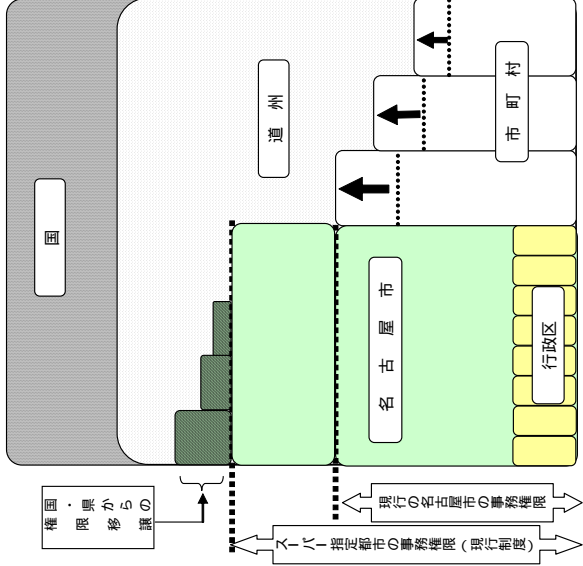 国
道州
市町村
名古屋市
行政区
国・県から
権限移譲の
現行の名古屋市の事務権限
スーパー指定都市の事務権限（現行制度）